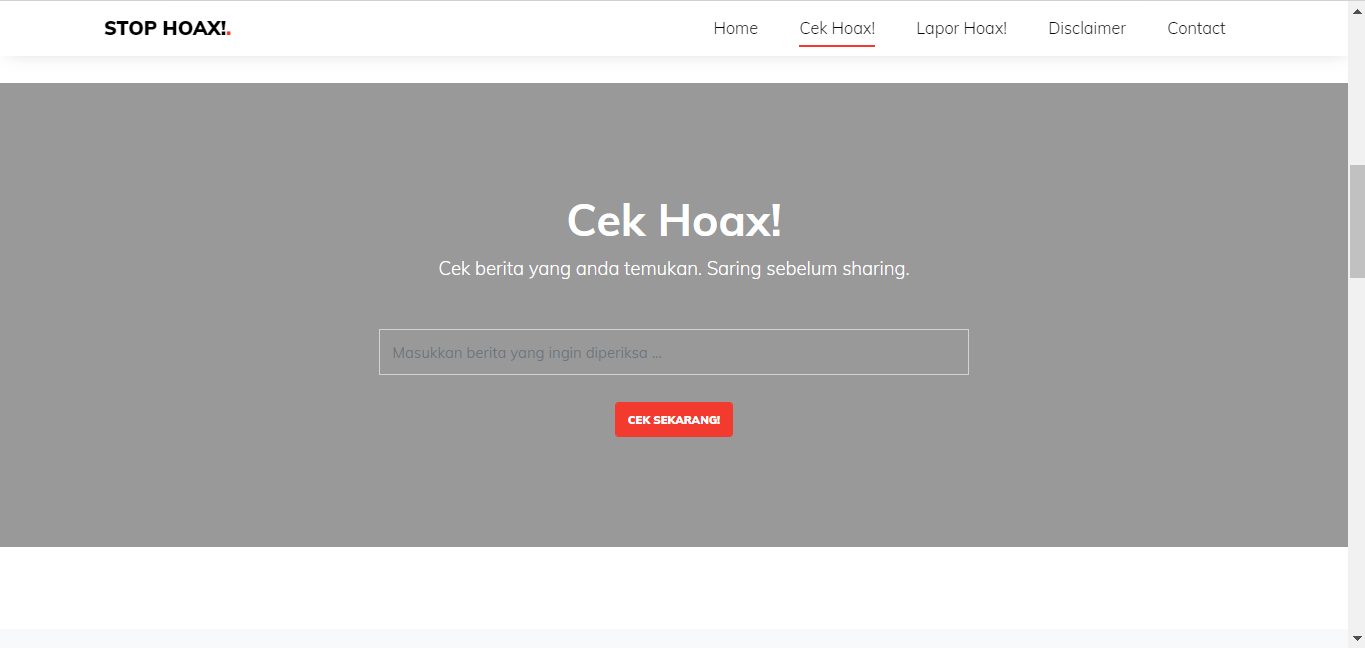 STOP HOAX!.
Home Cek Hoax! Lapor Hoax! Disclaimer Contact
Cek Hoax!
Cek berita yang anda temukan. Saring sebelum sharing.
Masukkan berita yang ingin diperiksa ...
CEK SEKARANG!